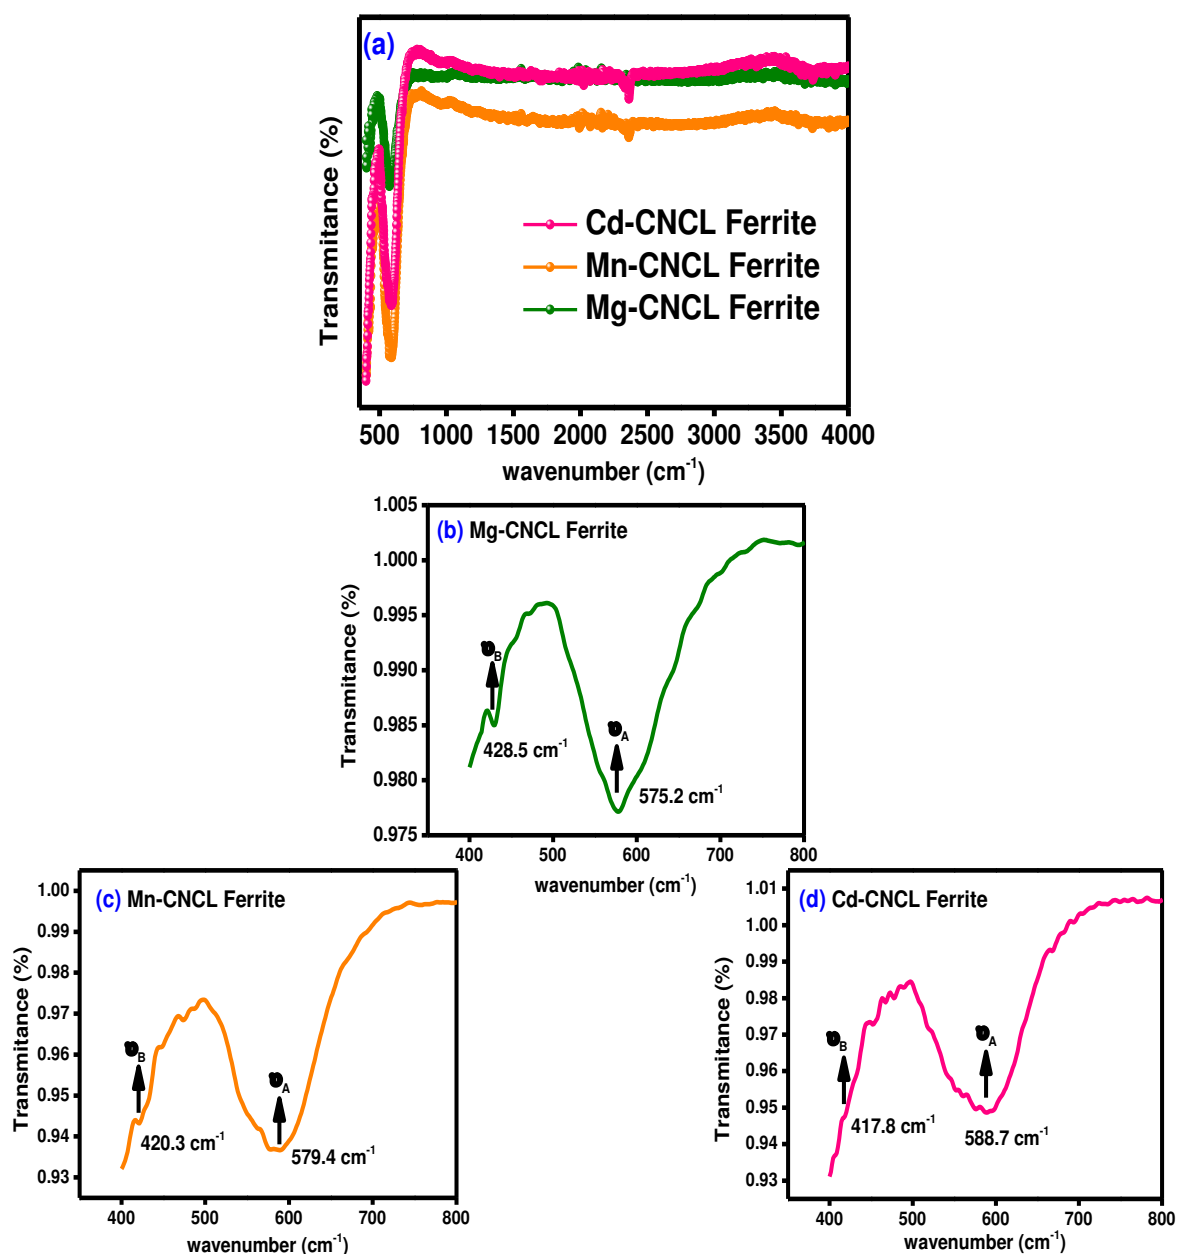 (a)
Transmitance (%)
Cd-CNCL Ferrite
Mn-CNCL Ferrite
Mg-CNCL Ferrite
500 1000 1500 2000 2500 3000 3500 4000
wavenumber (cm⁻¹)
(b) Mg-CNCL Ferrite
Transmitance (%)
1.005
1.000
0.995
0.990
0.985
0.980
0.975
υB
428.5 cm⁻¹
υA
575.2 cm⁻¹
400 500 600 700 800
wavenumber (cm⁻¹)
(c) Mn-CNCL Ferrite
Transmitance (%)
1.00
0.99
0.98
0.97
0.96
0.95
0.94
0.93
υB
420.3 cm⁻¹
υA
579.4 cm⁻¹
400 500 600 700 800
wavenumber (cm⁻¹)
(d) Cd-CNCL Ferrite
Transmitance (%)
1.01
1.00
0.99
0.98
0.97
0.96
0.95
0.94
0.93
υB
417.8 cm⁻¹
υA
588.7 cm⁻¹
400 500 600 700 800
wavenumber (cm⁻¹)